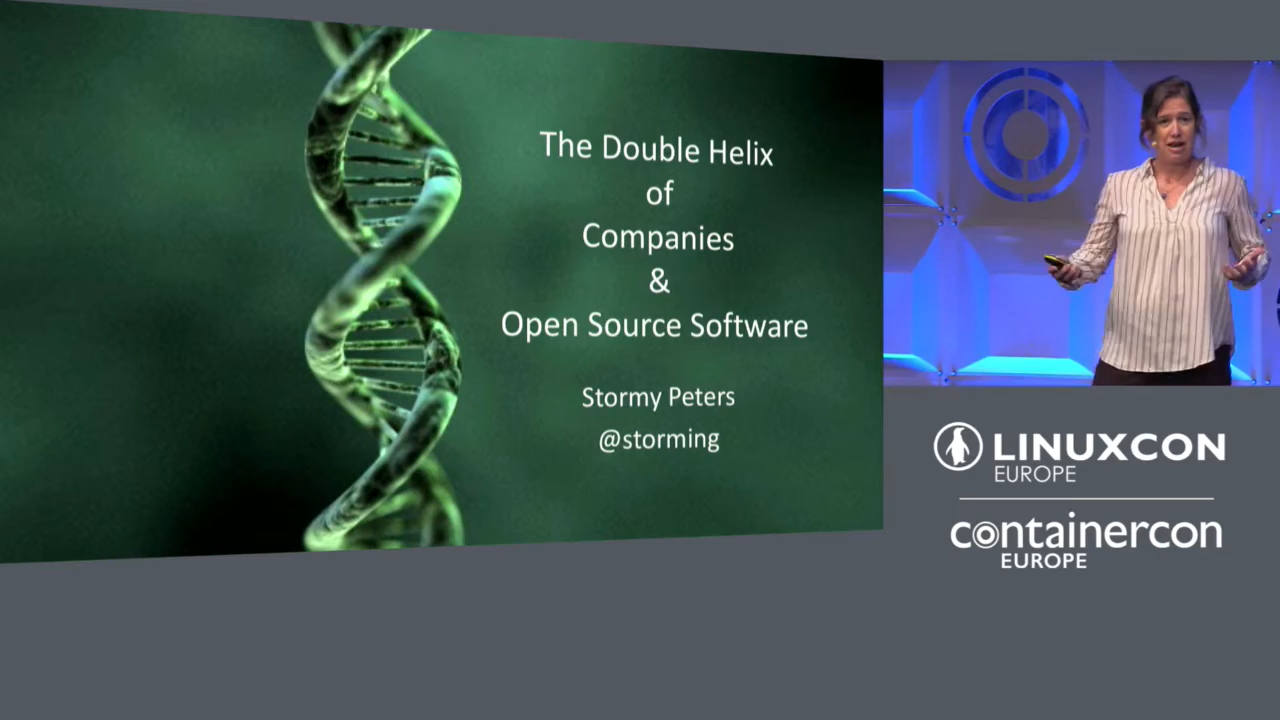 The Double Helix
of
Companies
&
Open Source Software
Stormy Peters
@storming
LINUXCON
EUROPE
containercon
EUROPE